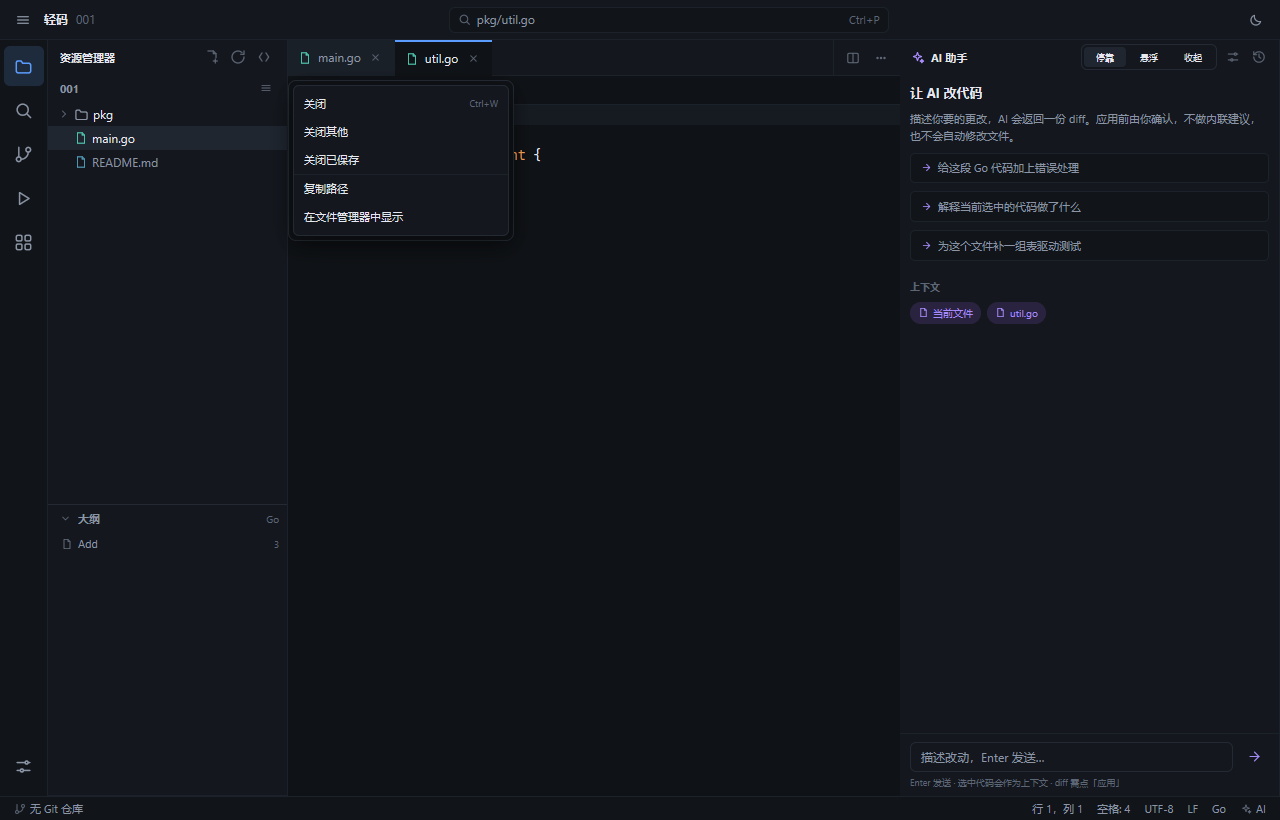 轻码 001
pkg/util.go Ctrl+P
资源管理器
001
pkg
main.go
README.md
大纲 Go
Add 3
main.go
util.go
关闭 Ctrl+W
关闭其他
关闭已保存
复制路径
在文件管理器中显示
nt {
AI 助手
停靠 悬浮 收起
让 AI 改代码
描述你要的更改，AI 会返回一份 diff。应用前由你确认，不做内联建议，
也不会自动修改文件。
给这段 Go 代码加上错误处理
解释当前选中的代码做了什么
为这个文件补一组表驱动测试
上下文
当前文件 util.go
描述改动，Enter 发送...
Enter 发送 · 选中代码会作为上下文 · diff 需点「应用」
无 Git 仓库
行 1，列 1 空格: 4 UTF-8 LF Go AI